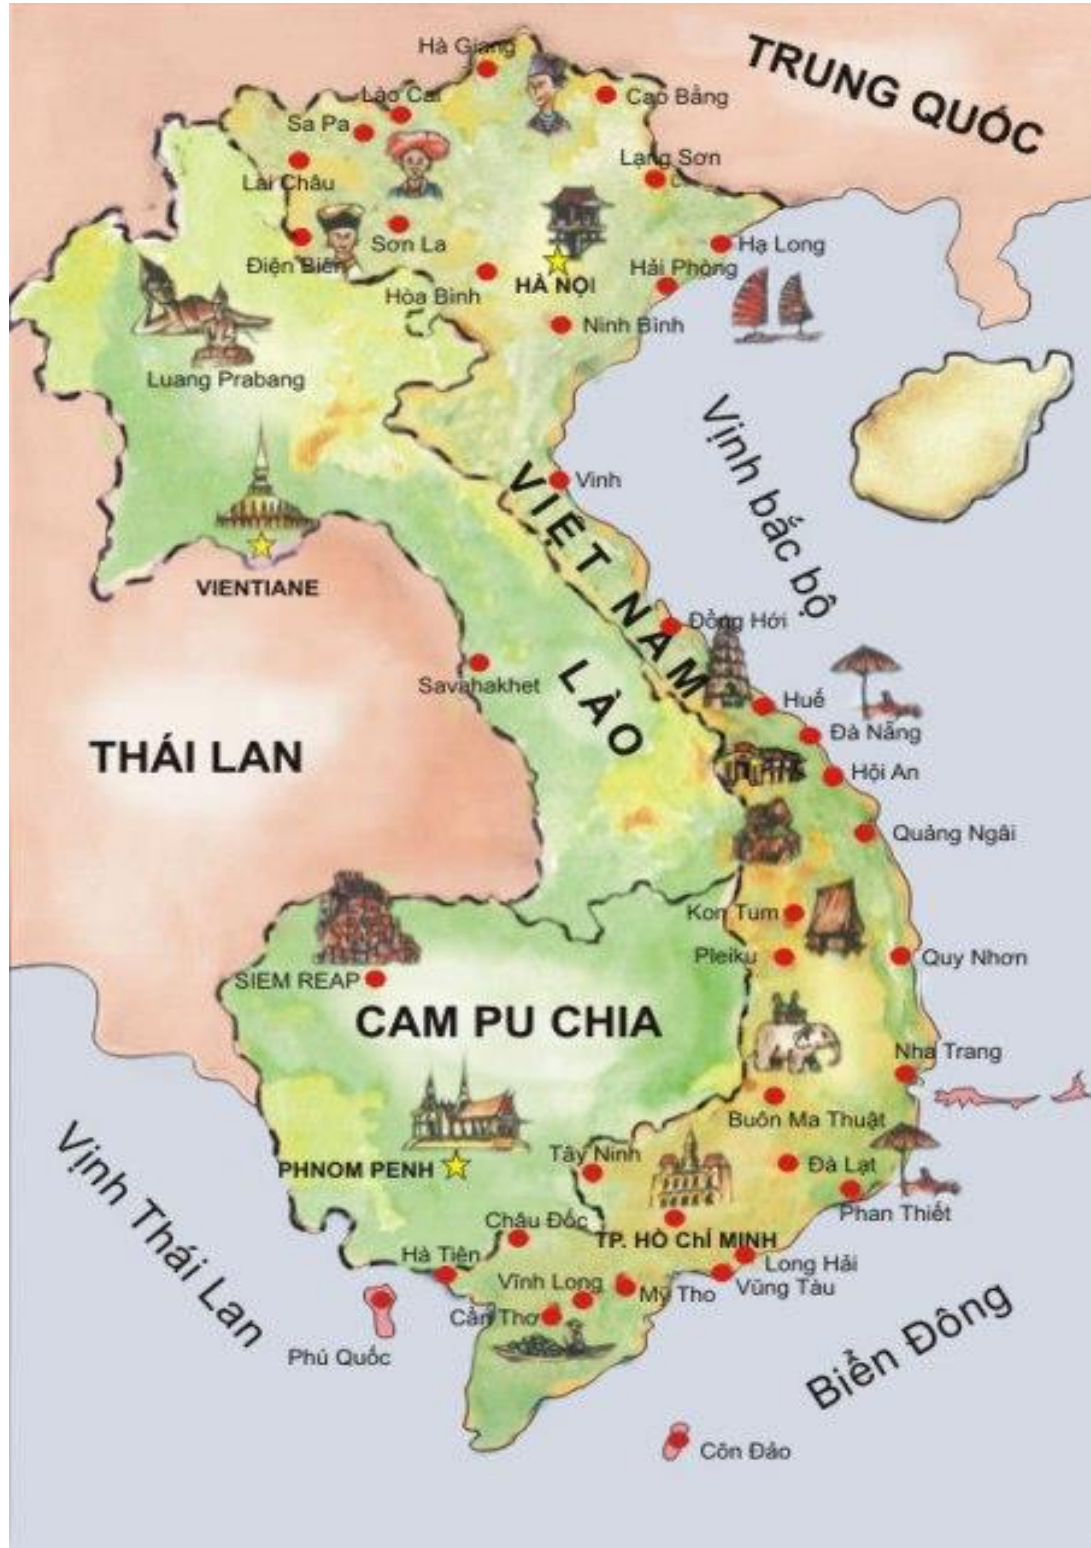 TRUNG QUÓC
Hà Giang
Lào Cai
Cao Bằng
Sa Pa
Lạng Sơn
Lai Châu
Sơn La
Điện Biên
Hạ Long
Hải Phòng
HÀ NỘI
Hòa Bình
Ninh Bình
Luang Prabang
Vịnh bắc bộ
Vinh
VIỆT NAM
VIENTIANE
Đồng Hới
Savahakhet
LÀO
Huế
Đà Nẵng
THÁI LAN
Hội An
Quảng Ngãi
Kon Tum
Pleiku
Quy Nhơn
SIEM REAP
CAM PU CHIA
Nha Trang
Buôn Ma Thuật
Vịnh Thái Lan
PHNOM PENH
Tây Ninh
Đà Lạt
Phan Thiết
Châu Đốc
TP. HÒ CHÍ MINH
Hà Tiên
Long Hải
Vũng Tàu
Vĩnh Long
Mỹ Tho
Cần Thơ
Phú Quốc
Biển Đông
Côn Đảo